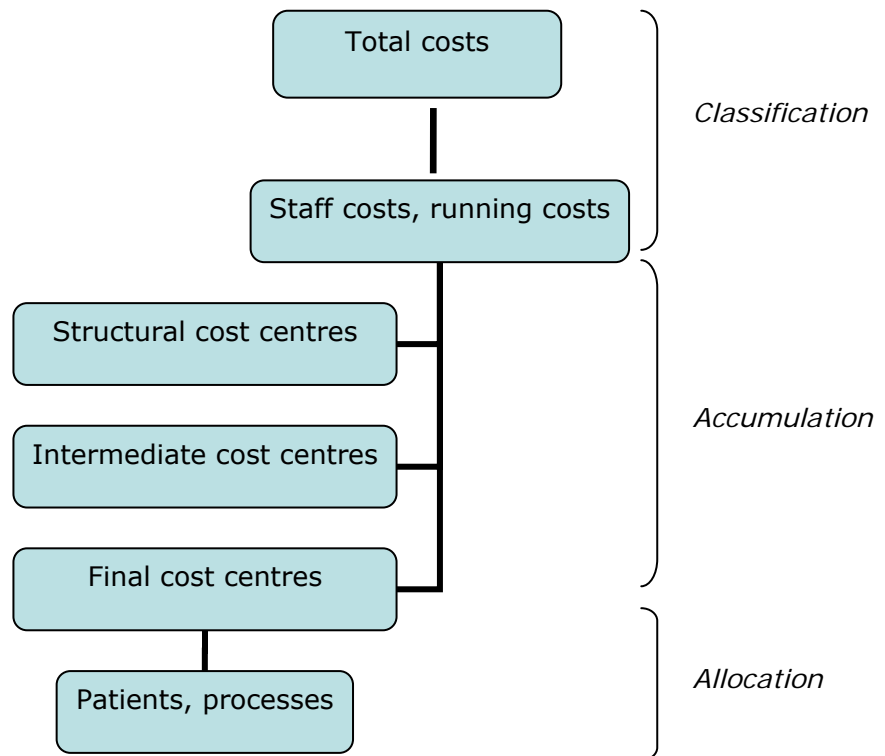 Total costs
Classification
Staff costs, running costs
Structural cost centres
Accumulation
Intermediate cost centres
Final cost centres
Allocation
Patients, processes